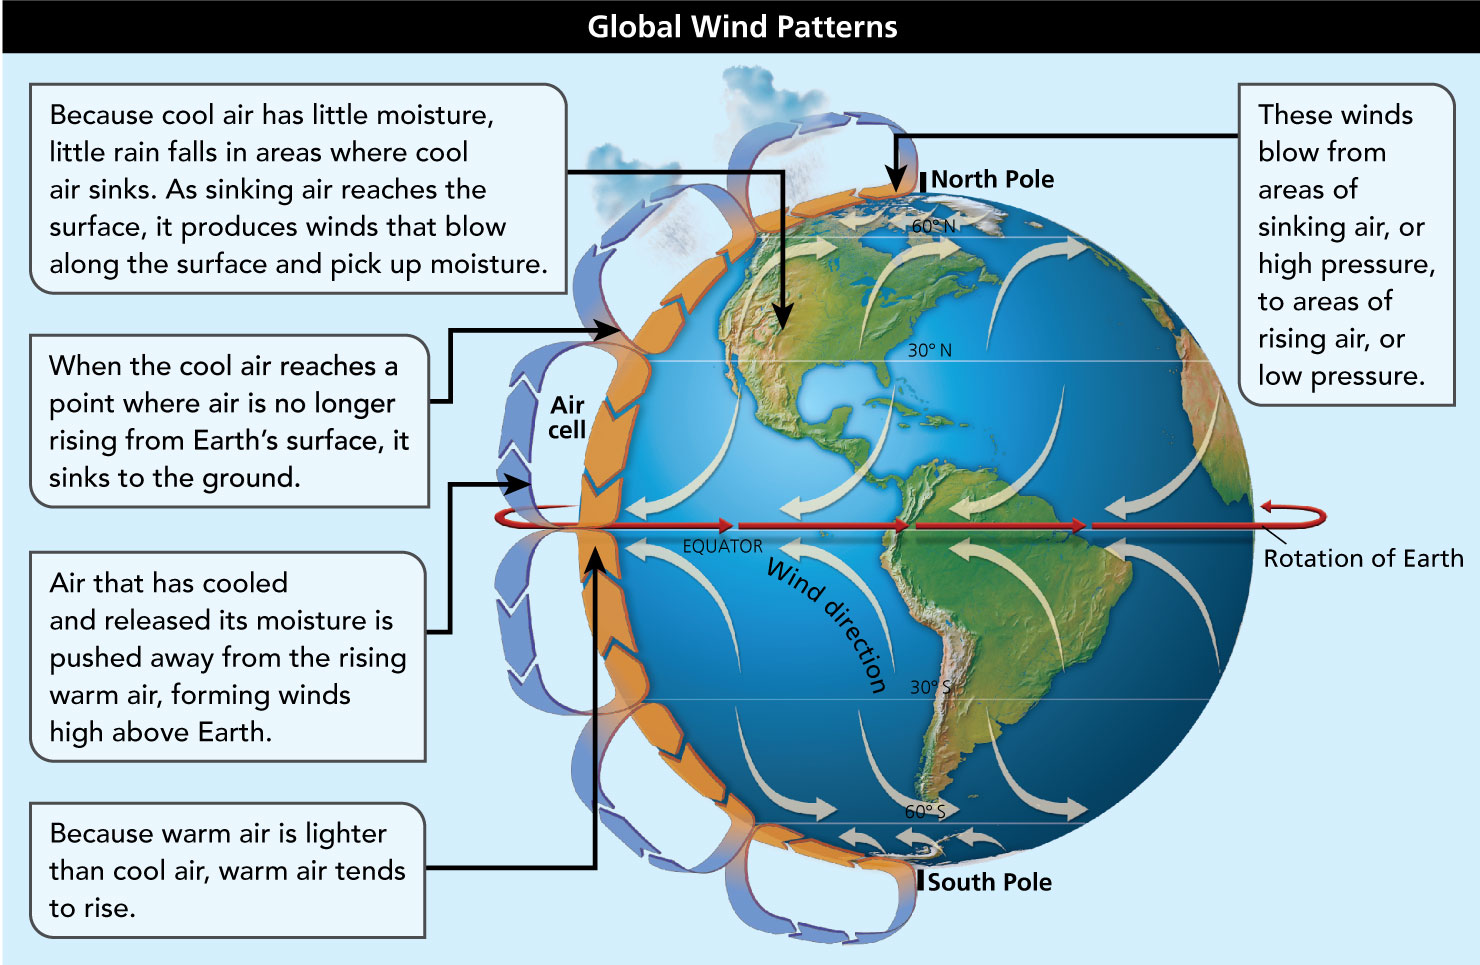 Global Wind Patterns
Because cool air has little moisture,
little rain falls in areas where cool
air sinks. As sinking air reaches the
surface, it produces winds that blow
along the surface and pick up moisture.
These winds
blow from
areas of
sinking air, or
high pressure,
to areas of
rising air, or
low pressure.
North Pole
60° N
30° N
When the cool air reaches a
point where air is no longer
rising from Earth's surface, it
sinks to the ground.
Air
cell
EQUATOR
Rotation of Earth
Wind direction
Air that has cooled
and released its moisture is
pushed away from the rising
warm air, forming winds
high above Earth.
30° S
60° S
Because warm air is lighter
than cool air, warm air tends
to rise.
South Pole